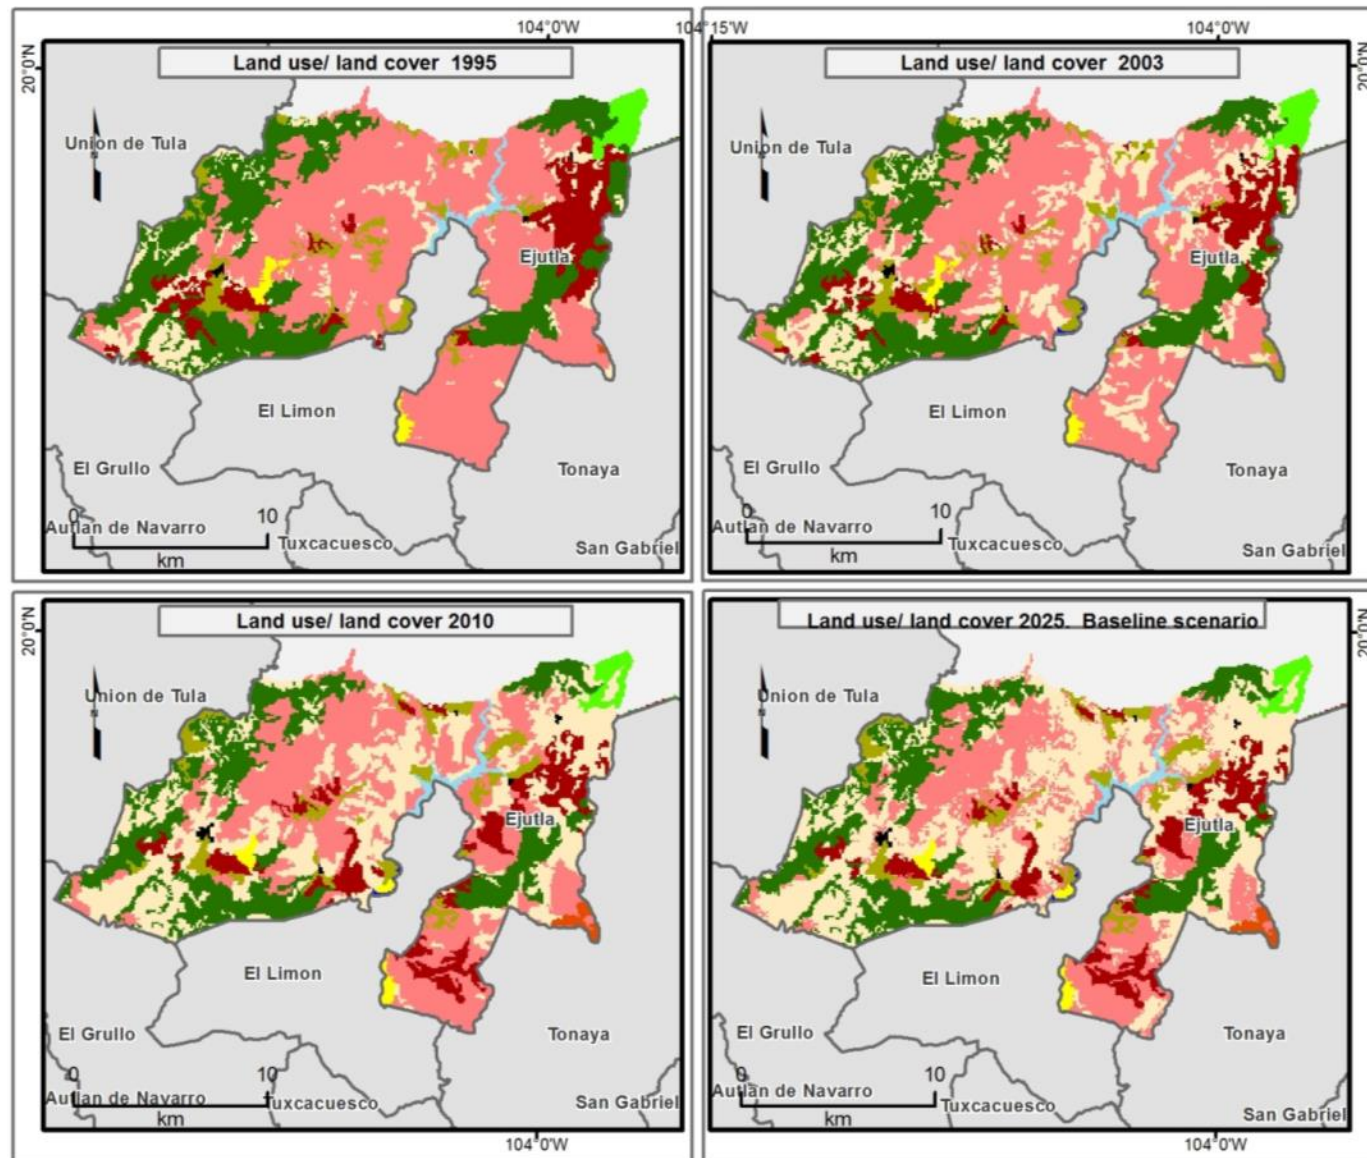 104°0'W
104°15'W
104°0'W
20°0'N
Land use/ land cover 1995
Union de Tula
Ejutla
El Limon
El Grullo
Tonaya
0
10
Autlan de Navarro
Tuxcacuesco
San Gabriel
km
Land use/ land cover 2003
20°0'N
Union de Tula
Ejutla
El Limon
El Grullo
Tonaya
0
10
Autlan de Navarro
Tuxcacuesco
San Gabriel
km
20°0'N
Land use/ land cover 2010
Union de Tula
Ejutla
El Limon
El Grullo
Tonaya
0
10
Autlan de Navarro
Tuxcacuesco
San Gabriel
km
104°0'W
Land use/ land cover 2025. Baseline scenario
20°0'N
Union de Tula
Ejutla
El Limon
El Grullo
Tonaya
0
10
Autlan de Navarro
Tuxcacuesco
San Gabriel
km
104°0'W